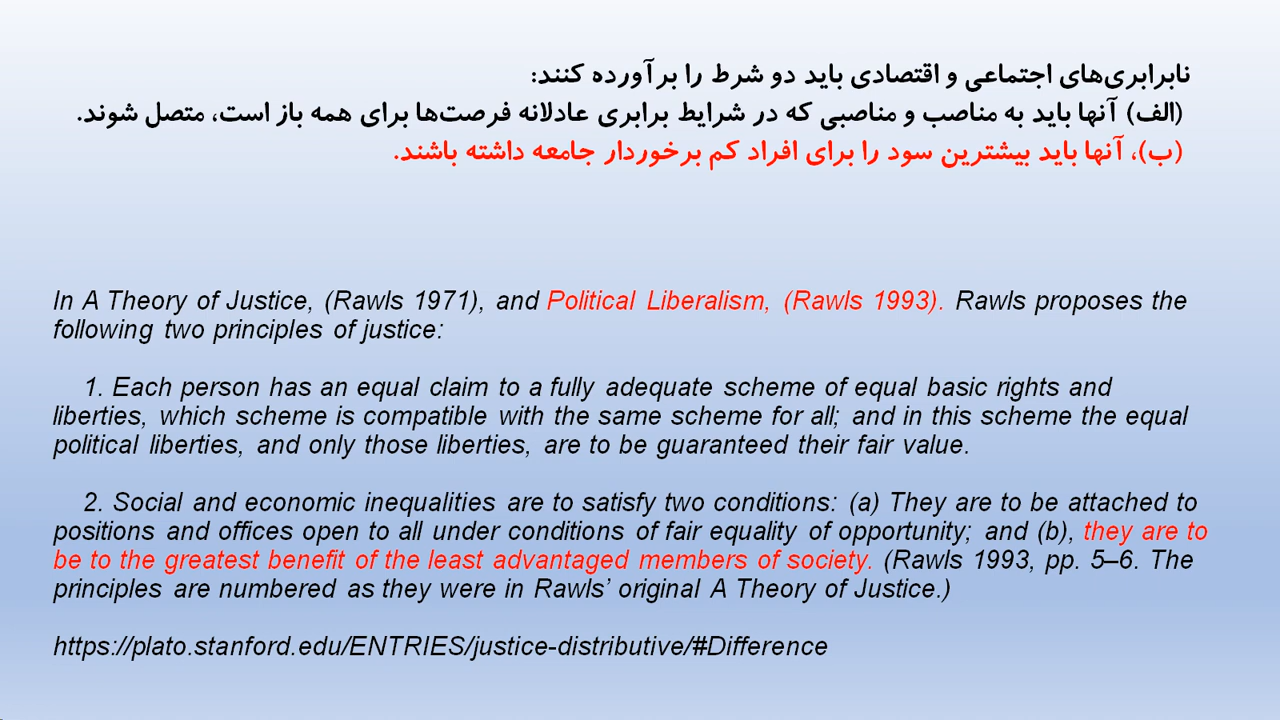 نابرابری‌های اجتماعی و اقتصادی باید دو شرط را برآورده کنند:
(الف) آنها باید به مناصب و مناصبی که در شرایط برابری عادلانه فرصت‌ها برای همه باز است، متصل شوند.
(ب)، آنها باید بیشترین سود را برای افراد کم برخوردار جامعه داشته باشند.
In A Theory of Justice, (Rawls 1971), and Political Liberalism, (Rawls 1993). Rawls proposes the
following two principles of justice:
1. Each person has an equal claim to a fully adequate scheme of equal basic rights and
liberties, which scheme is compatible with the same scheme for all; and in this scheme the equal
political liberties, and only those liberties, are to be guaranteed their fair value.
2. Social and economic inequalities are to satisfy two conditions: (a) They are to be attached to
positions and offices open to all under conditions of fair equality of opportunity; and (b), they are to
be to the greatest benefit of the least advantaged members of society. (Rawls 1993, pp. 5–6. The
principles are numbered as they were in Rawls’ original A Theory of Justice.)
https://plato.stanford.edu/ENTRIES/justice-distributive/#Difference